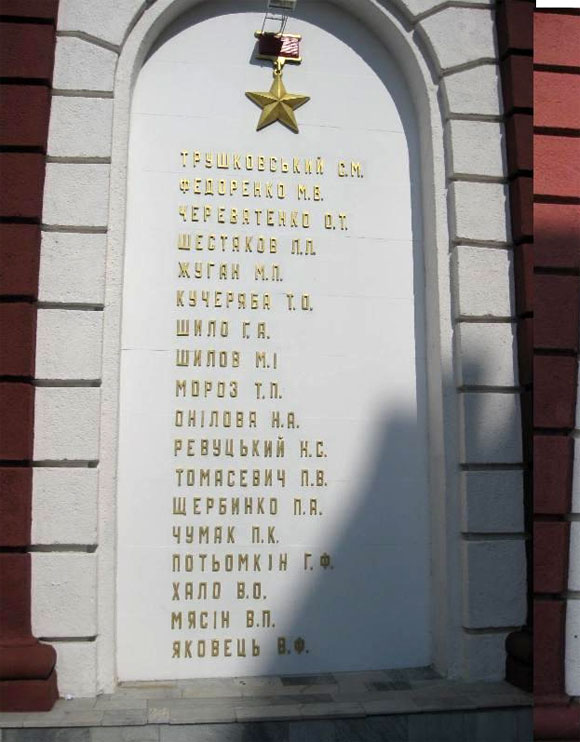 ТРУШКОВСЬКИЙ С.М.
ФЕДОРЕНКО М.В.
ЧЕРЕВАТЕНКО О.Т.
ШЕСТАКОВ П.П.
ЖУГАН М.П.
КУЧЕРЯБА Т.О.
ШИЛО Г.А.
ШИЛОВ М.І
МОРОЗ Т.П.
ОНІЛОВА Н.А.
РЕВУЦЬКИЙ Н.С.
ТОМАСЕВИЧ П.В.
ЩЕРБИНКО П.А.
ЧУМАК П.К.
ПОТЬОМКІН Г.Ф.
ХАЛО В.О.
МЯСІН В.П.
ЯКОВЕЦЬ В.Ф.